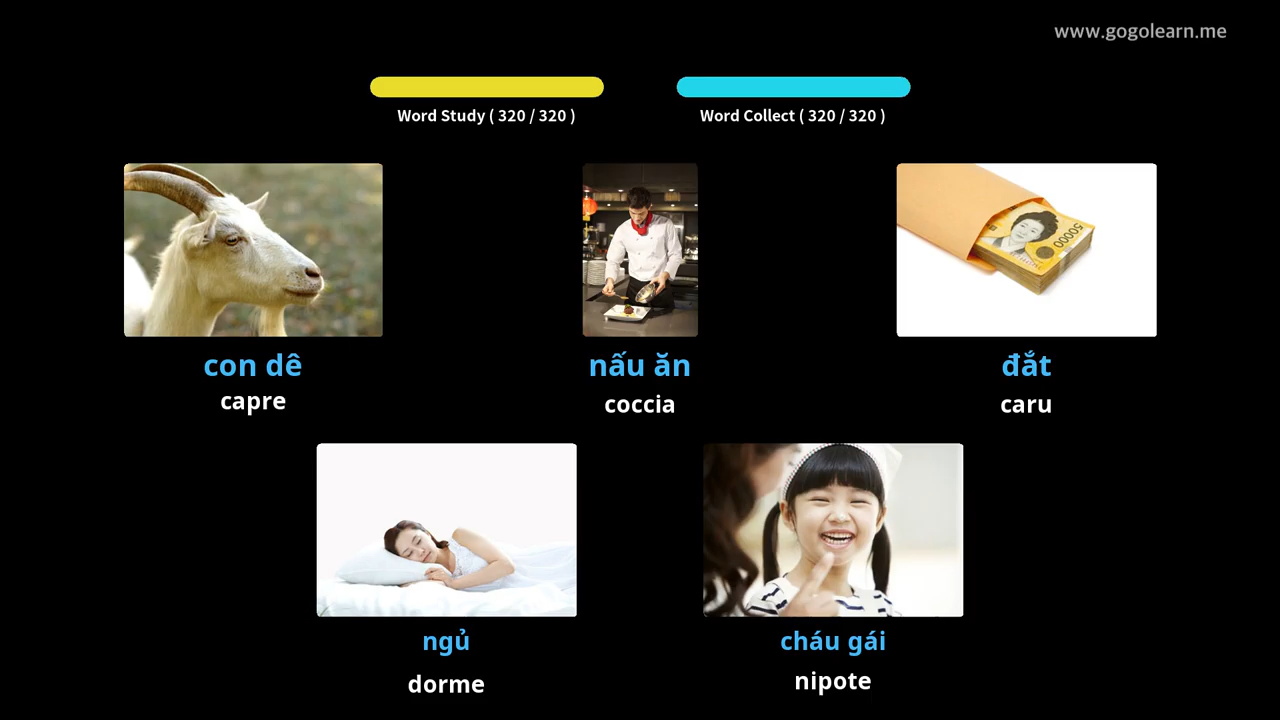 www.gogolearn.me
Word Study ( 320 / 320 )
Word Collect ( 320 / 320 )
50000
con dê
capre
nấu ăn
coccia
đắt
caru
ngủ
dorme
cháu gái
nipote